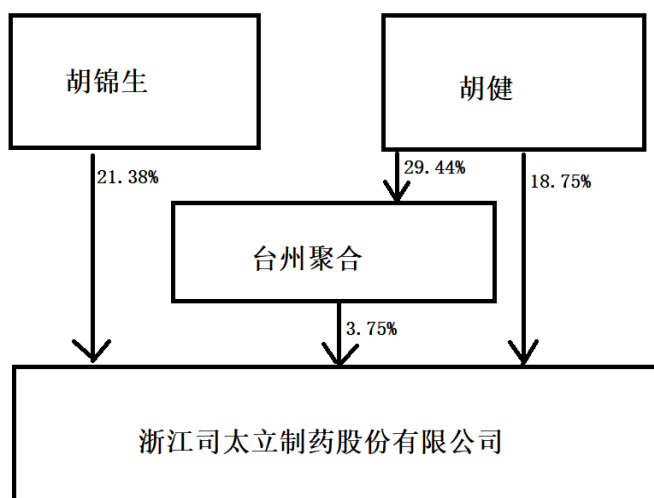 胡锦生
胡健
21.38%
29.44%
18.75%
台州聚合
3.75%
浙江司太立制药股份有限公司